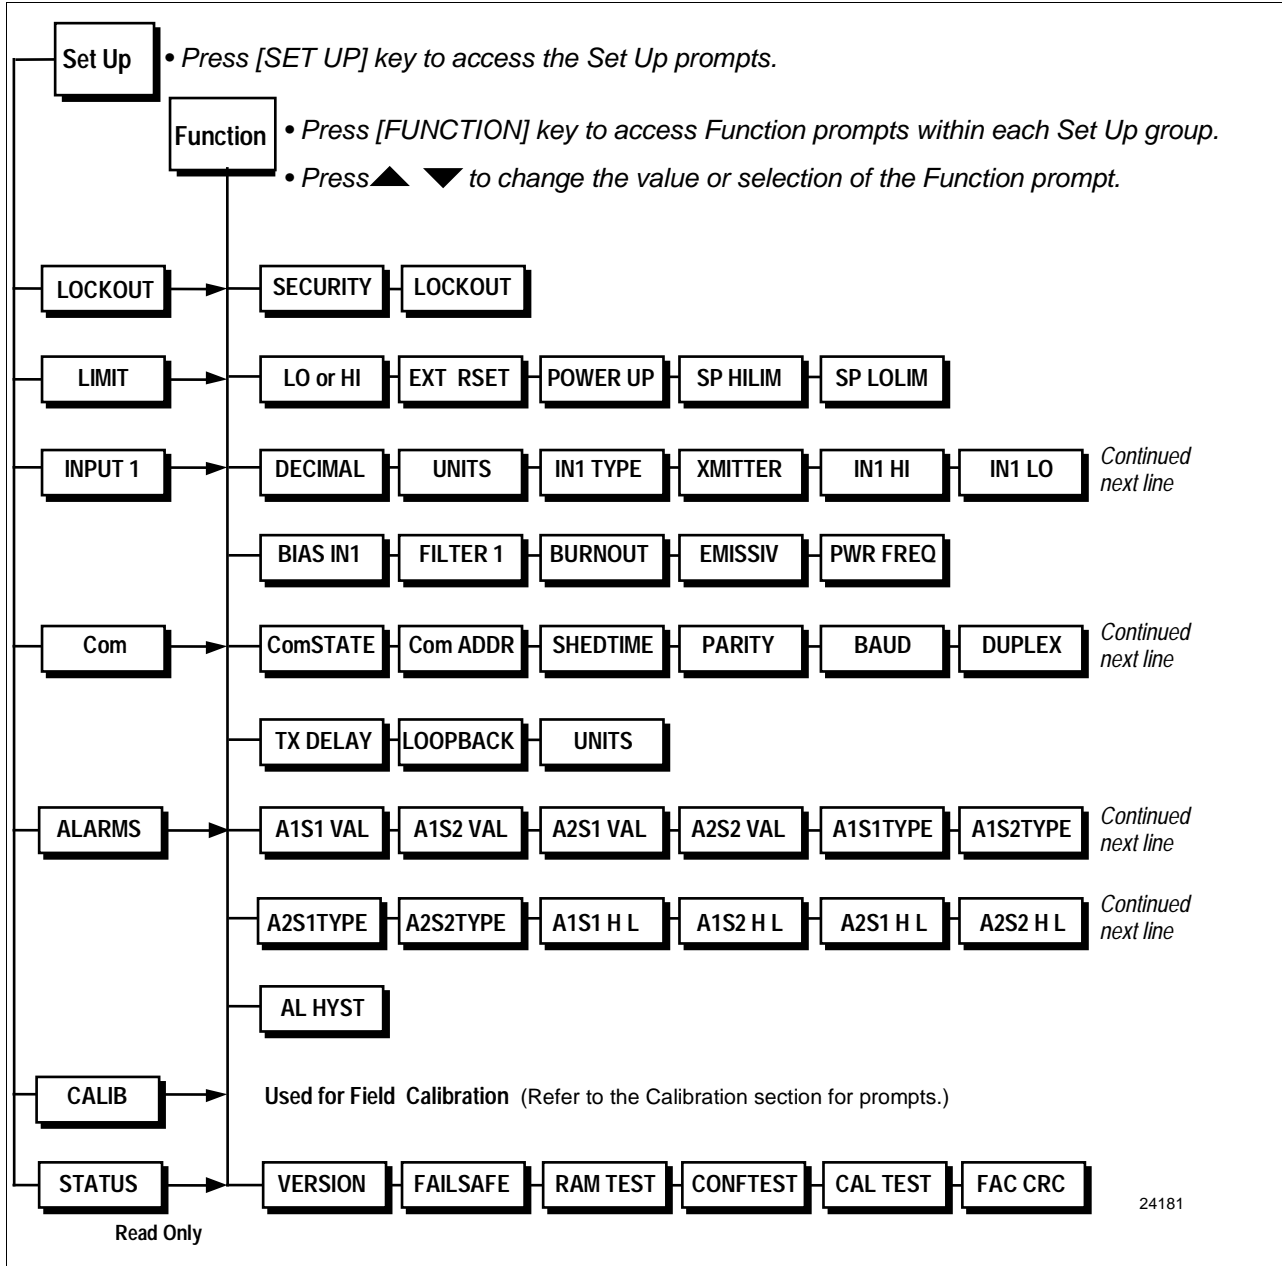 Set Up
• Press [SET UP] key to access the Set Up prompts.
Function
• Press [FUNCTION] key to access Function prompts within each Set Up group.
• Press ▲ ▼ to change the value or selection of the Function prompt.
LOCKOUT SECURITY LOCKOUT
LIMIT LO or HI EXT RSET POWER UP SP HILIM SP LOLIM
INPUT 1 DECIMAL UNITS IN1 TYPE XMITTER IN1 HI IN1 LO Continued
next line
BIAS IN1 FILTER 1 BURNOUT EMISSIV PWR FREQ
Com ComSTATE Com ADDR SHEDTIME PARITY BAUD DUPLEX Continued
next line
TX DELAY LOOPBACK UNITS
ALARMS A1S1 VAL A1S2 VAL A2S1 VAL A2S2 VAL A1S1TYPE A1S2TYPE Continued
next line
A2S1TYPE A2S2TYPE A1S1 H L A1S2 H L A2S1 H L A2S2 H L Continued
next line
AL HYST
CALIB Used for Field Calibration (Refer to the Calibration section for prompts.)
STATUS VERSION FAILSAFE RAM TEST CONFTEST CAL TEST FAC CRC
24181
Read Only